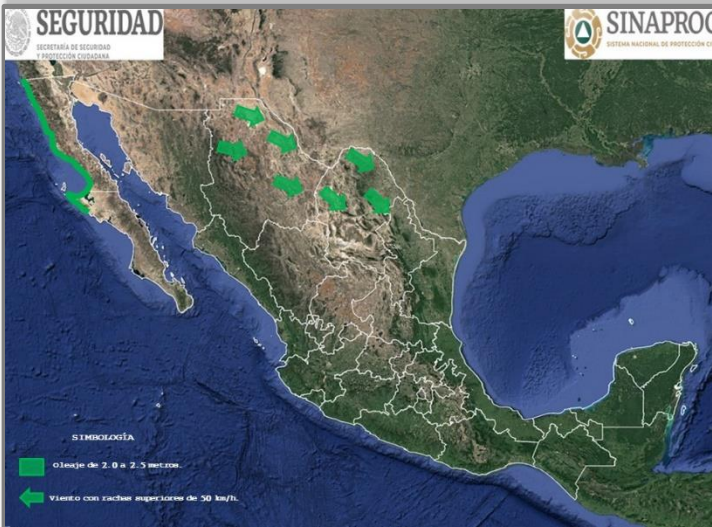 SEGURIDAD
SECRETARÍA DE SEGURIDAD
Y PROTECCIÓN CIUDADANA
SINAPROC
SISTEMA NACIONAL DE PROTECCIÓN CI
SIMBOLOGÍA
Oleaje de 2.0 a 2.5 metros.
Viento con rachas superiores de 50 km/h.